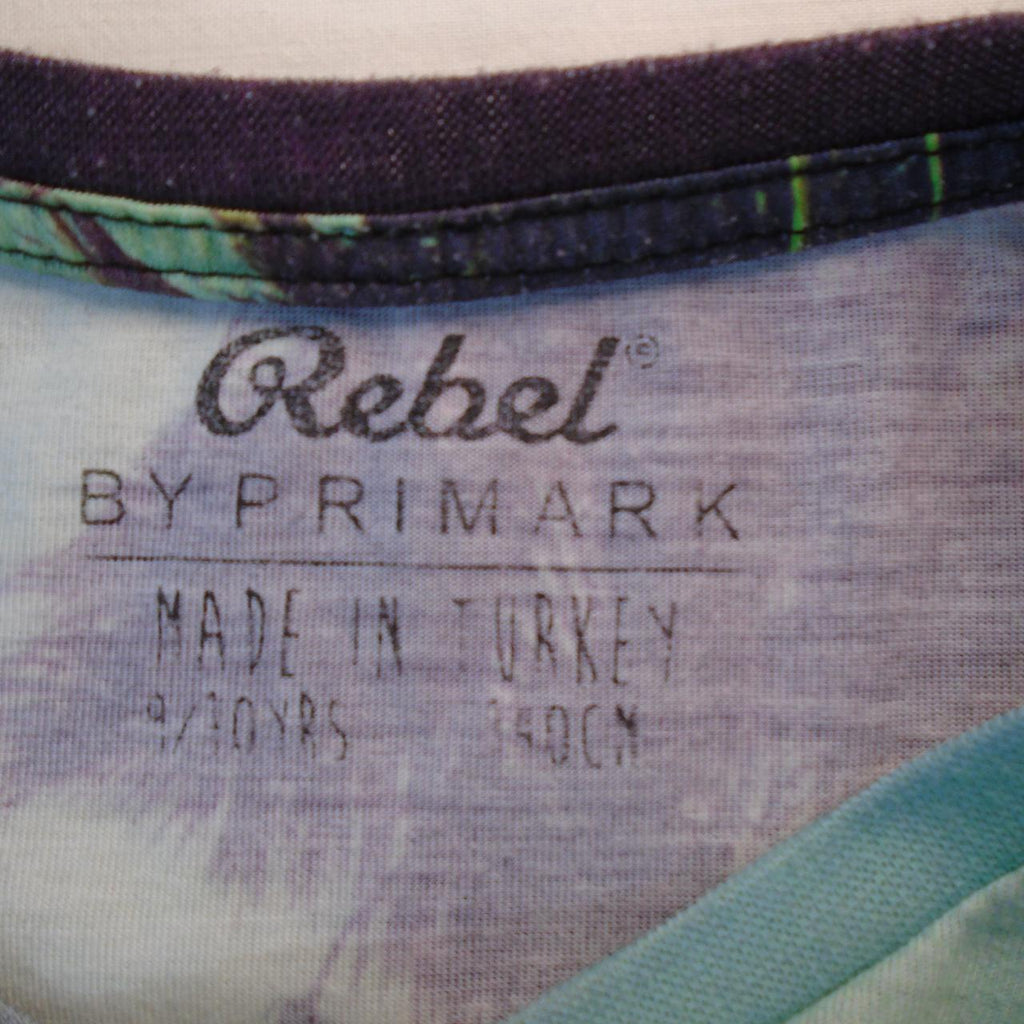 Rebel©
BY PRIMARK
MADE IN TURKEY
9/10YRS 140CM